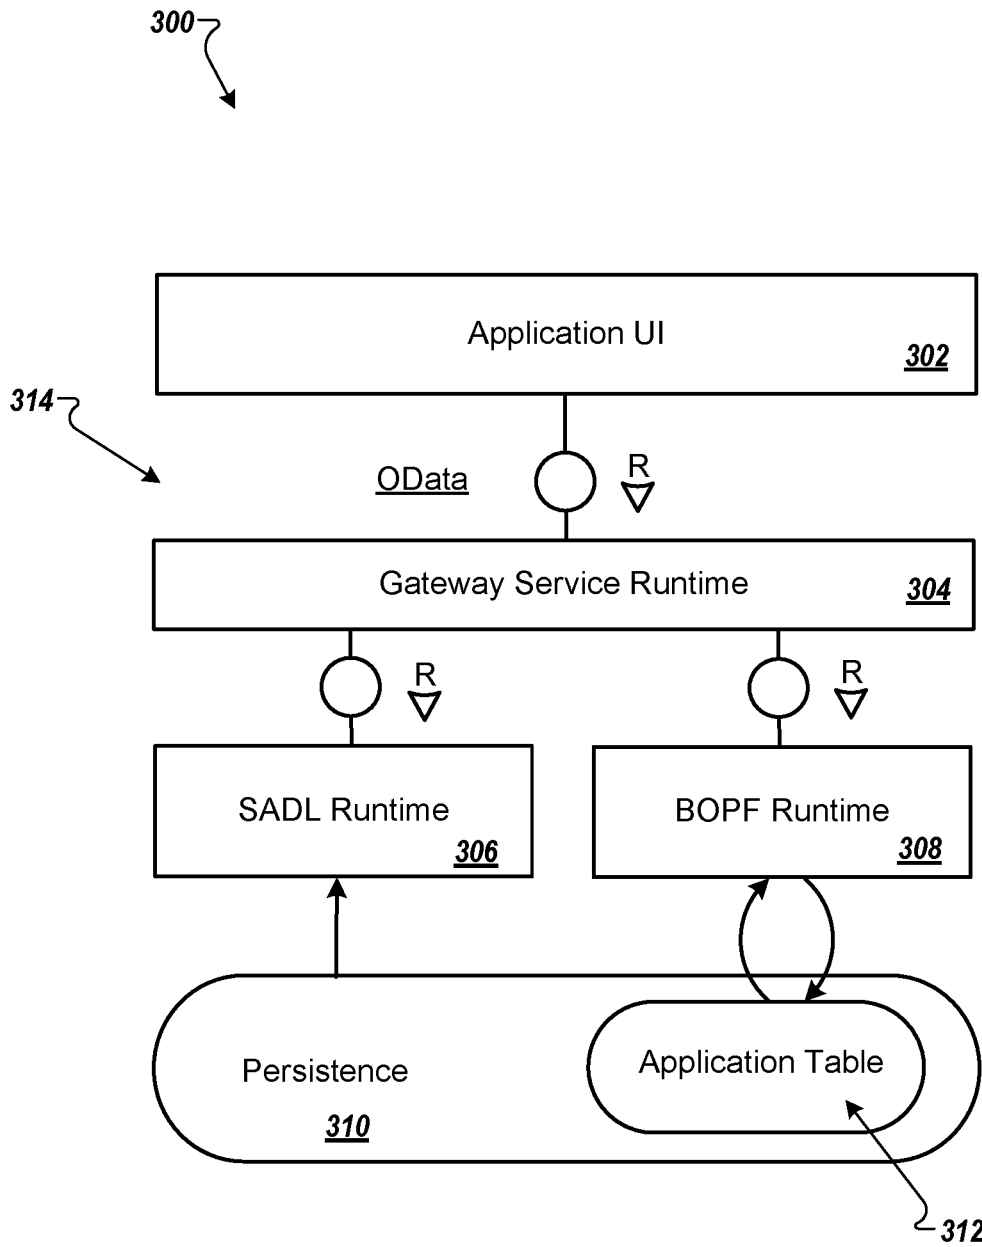 300
Application UI
302
314
OData
R
Gateway Service Runtime
304
R
R
SADL Runtime
306
BOPF Runtime
308
Persistence
310
Application Table
312